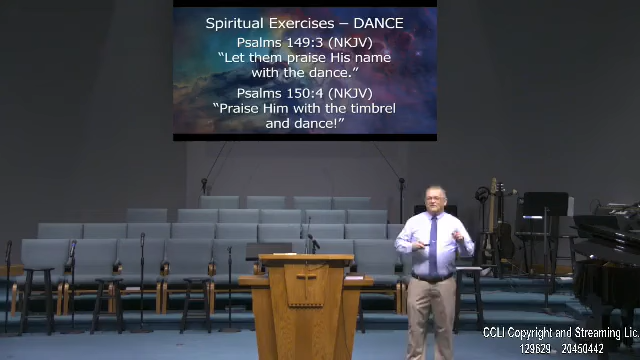 Spiritual Exercises – DANCE
Psalms 149:3 (NKJV)
“Let them praise His name
with the dance.”
Psalms 150:4 (NKJV)
“Praise Him with the timbrel
and dance!”
CCLI Copyright and Streaming Lic.
129829 - 20450442